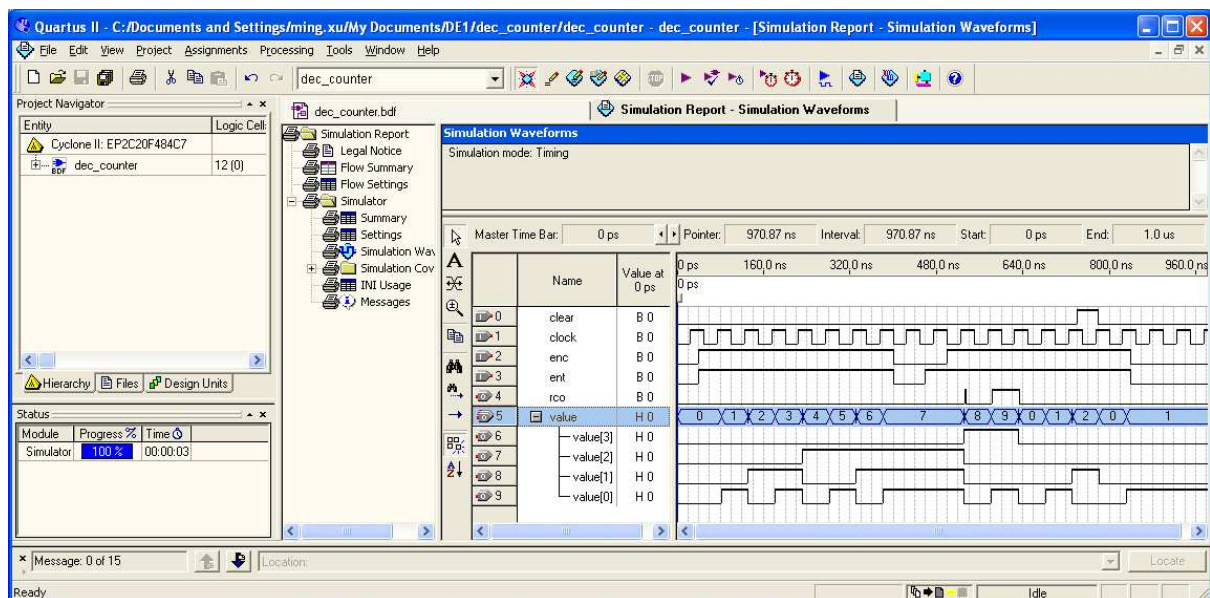 Quartus II - C:/Documents and Settings/ming.xu/My Documents/DE1/dec_counter/dec_counter - dec_counter - [Simulation Report - Simulation Waveforms]
File Edit View Project Assignments Processing Tools Window Help
dec_counter
Project Navigator
Entity Logic Cell
Cyclone II: EP2C20F484C7
dec_counter 12 (0)
Hierarchy Files Design Units
Status
Module Progress % Time
Simulator 100 % 00:00:03
dec_counter.bdf
Simulation Report - Simulation Waveforms
Simulation Report
Legal Notice
Flow Summary
Flow Settings
Simulator
Summary
Settings
Simulation Wav
Simulation Cov
INI Usage
Messages
Simulation Waveforms
Simulation mode: Timing
Master Time Bar: 0 ps Pointer: 970.87 ns Interval: 970.87 ns Start: 0 ps End: 1.0 us
Name Value at 0 ps
0 ps 160.0 ns 320.0 ns 480.0 ns 640.0 ns 800.0 ns 960.0 ns
0 ps
0 clear B 0
1 clock B 0
2 enc B 0
3 ent B 0
4 rco B 0
5 value H 0 0 1 2 3 4 5 6 7 8 9 0 1 2 0 1
6 value[3] H 0
7 value[2] H 0
8 value[1] H 0
9 value[0] H 0
Message: 0 of 15 Location: Locate
Ready Idle